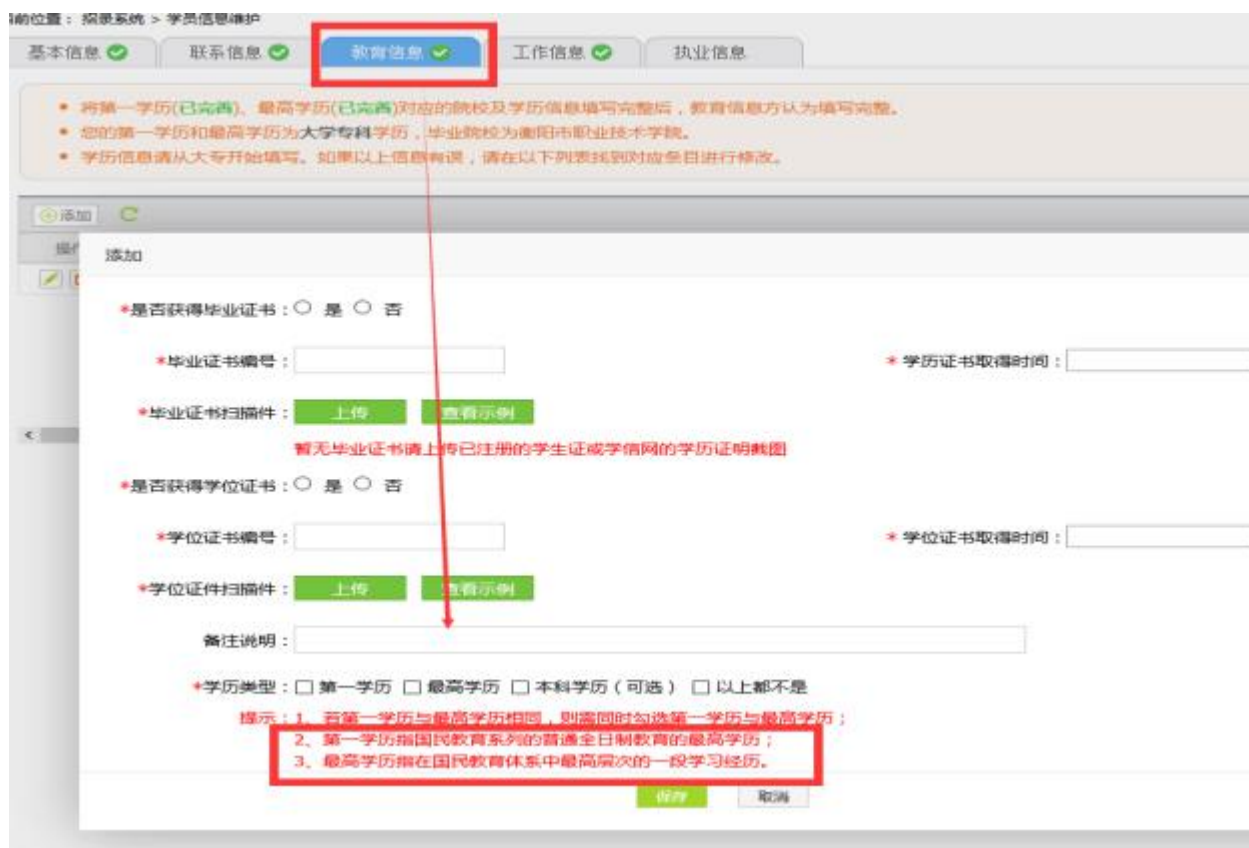 前位置： 招录系统 > 学员信息维护
基本信息
联系信息
教育信息
工作信息
执业信息
将第一学历(已完善)、最高学历(已完善)对应的院校及学历信息填写完整后，教育信息方认为填写完整。
您的第一学历和最高学历为大学专科学历，毕业院校为衡阳市职业技术学院。
学历信息请从大专开始填写。如果以上信息有误，请在以下列表找到对应条目进行修改。
添加
操作
添加
*是否获得毕业证书：○ 是 ○ 否
*毕业证书编号：
* 学历证书取得时间：
*毕业证书扫描件： 上传 查看示例
暂无毕业证书请上传已注册的学生证或学信网的学历证明截图
*是否获得学位证书：○ 是 ○ 否
*学位证书编号：
* 学位证书取得时间：
*学位证件扫描件： 上传 查看示例
备注说明：
*学历类型：□ 第一学历 □ 最高学历 □ 本科学历（可选） □ 以上都不是
提示：1、若第一学历与最高学历相同，则需同时勾选第一学历与最高学历；
2、第一学历指国民教育系列的普通全日制教育的最高学历；
3、最高学历指在国民教育体系中最高层次的一段学习经历。
保存 取消